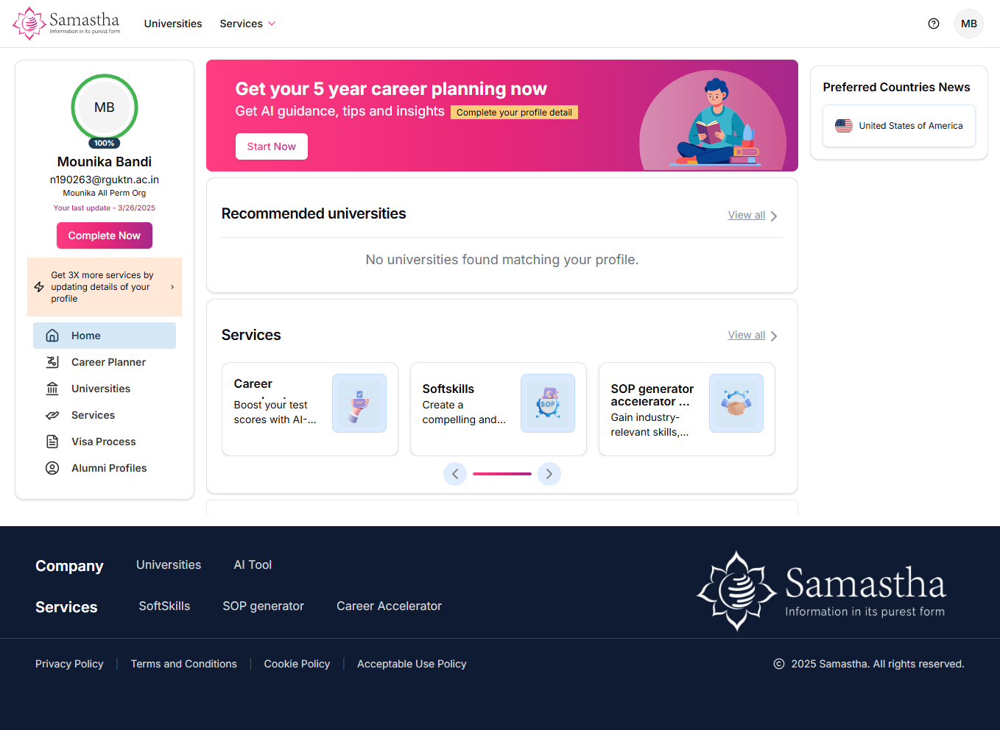 Samastha
Information in its purest form
Universities
Services
MB
MB
100%
Mounika Bandi
n190263@rguktn.ac.in
Mounika All Perm Org
Your last update - 3/26/2025
Complete Now
Get 3X more services by
updating details of your
profile
Home
Career Planner
Universities
Services
Visa Process
Alumni Profiles
Get your 5 year career planning now
Get AI guidance, tips and insights
Complete your profile detail
Start Now
Recommended universities
View all
No universities found matching your profile.
Services
View all
Career
Boost your test
scores with AI-...
Softskills
Create a
compelling and...
SOP
SOP generator
accelerator ...
Gain industry-
relevant skills,...
Preferred Countries News
United States of America
Company
Universities
AI Tool
Services
SoftSkills
SOP generator
Career Accelerator
Samastha
Information in its purest form
Privacy Policy
Terms and Conditions
Cookie Policy
Acceptable Use Policy
© 2025 Samastha. All rights reserved.